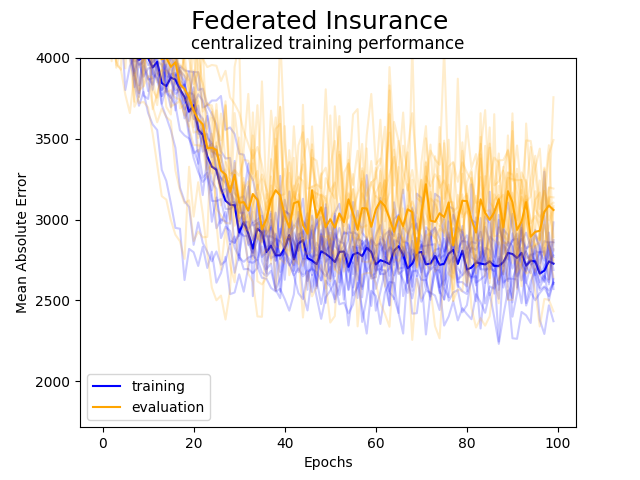 Federated Insurance
centralized training performance
4000
3500
3000
2500
2000
Mean Absolute Error
training
evaluation
0 20 40 60 80 100
Epochs